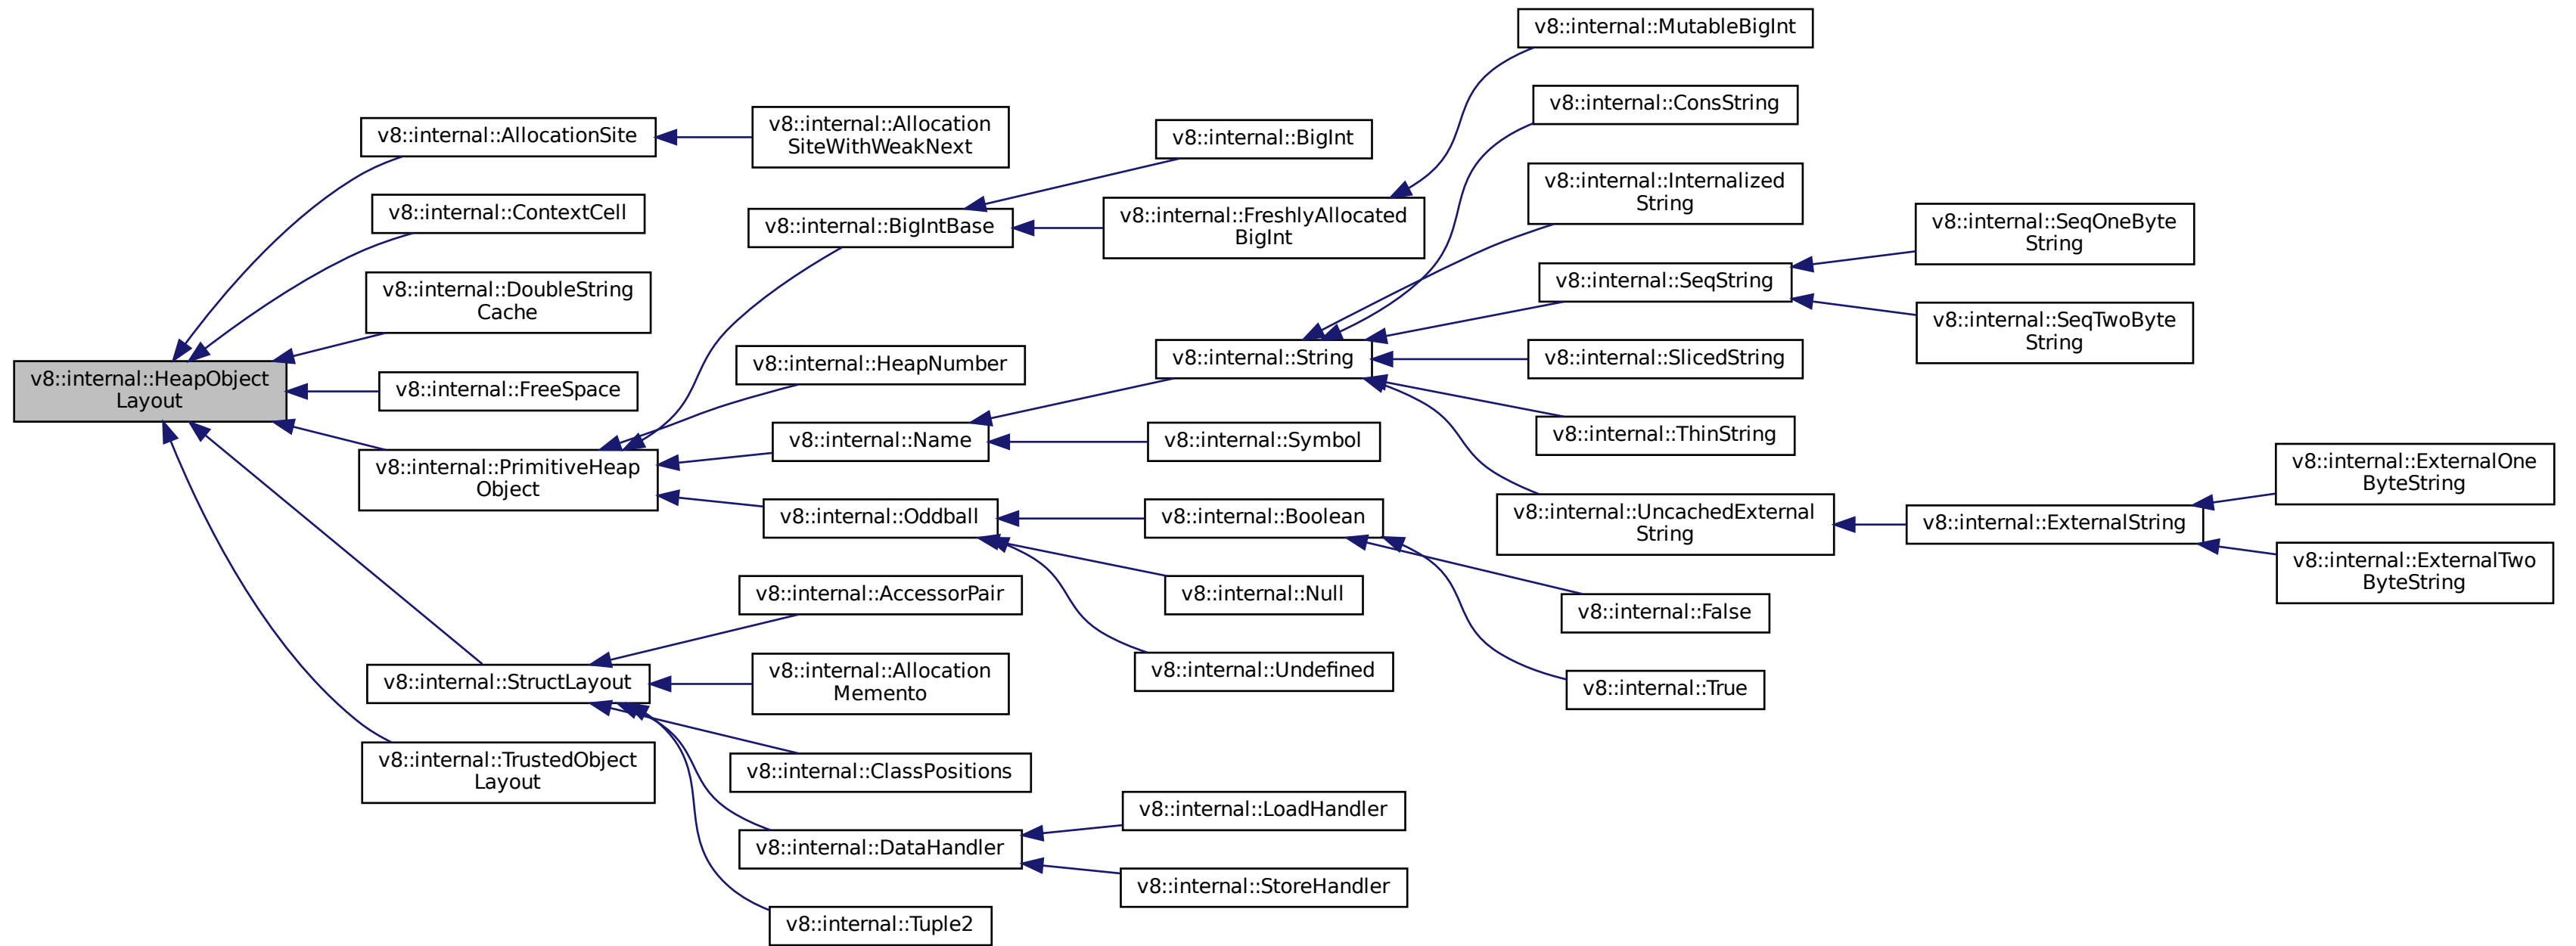 v8::internal::HeapObject
Layout
v8::internal::AllocationSite
v8::internal::ContextCell
v8::internal::DoubleString
Cache
v8::internal::FreeSpace
v8::internal::PrimitiveHeap
Object
v8::internal::StructLayout
v8::internal::TrustedObject
Layout
v8::internal::Allocation
SiteWithWeakNext
v8::internal::BigIntBase
v8::internal::HeapNumber
v8::internal::Name
v8::internal::Oddball
v8::internal::AccessorPair
v8::internal::Allocation
Memento
v8::internal::ClassPositions
v8::internal::DataHandler
v8::internal::Tuple2
v8::internal::BigInt
v8::internal::FreshlyAllocated
BigInt
v8::internal::String
v8::internal::Symbol
v8::internal::Boolean
v8::internal::Null
v8::internal::Undefined
v8::internal::LoadHandler
v8::internal::StoreHandler
v8::internal::MutableBigInt
v8::internal::ConsString
v8::internal::Internalized
String
v8::internal::SeqString
v8::internal::SlicedString
v8::internal::ThinString
v8::internal::UncachedExternal
String
v8::internal::False
v8::internal::True
v8::internal::SeqOneByte
String
v8::internal::SeqTwoByte
String
v8::internal::ExternalString
v8::internal::ExternalOne
ByteString
v8::internal::ExternalTwo
ByteString